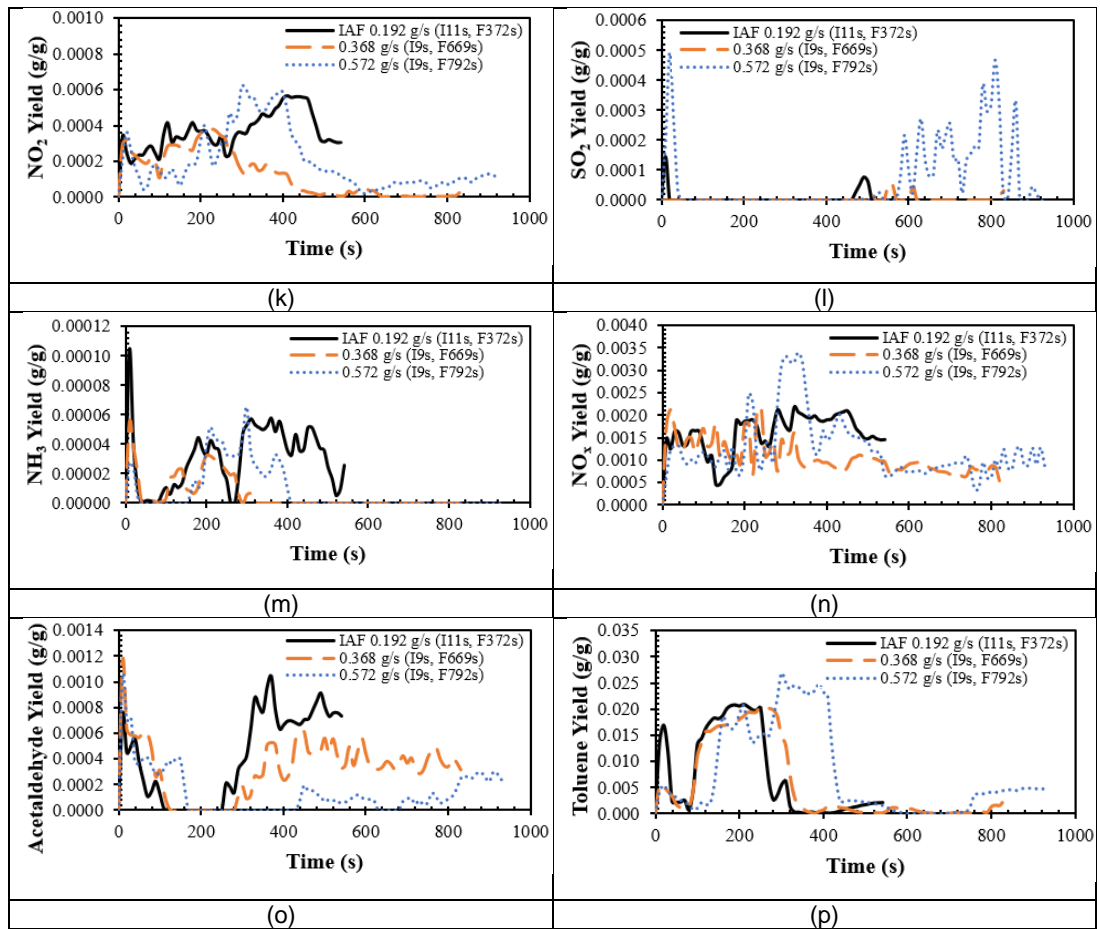 NO2 Yield (g/g)
0.0010
0.0008
0.0006
0.0004
0.0002
0.0000
IAF 0.192 g/s (I11s, F372s)
0.368 g/s (I9s, F669s)
0.572 g/s (I9s, F792s)
0 200 400 600 800 1000
Time (s)
(k)
SO2 Yield (g/g)
0.0006
0.0005
0.0004
0.0003
0.0002
0.0001
0.0000
IAF 0.192 g/s (I11s, F372s)
0.368 g/s (I9s, F669s)
0.572 g/s (I9s, F792s)
0 200 400 600 800 1000
Time (s)
(l)
NH3 Yield (g/g)
0.00012
0.00010
0.00008
0.00006
0.00004
0.00002
0.00000
IAF 0.192 g/s (I11s, F372s)
0.368 g/s (I9s, F669s)
0.572 g/s (I9s, F792s)
0 200 400 600 800 1000
Time (s)
(m)
NOx Yield (g/g)
0.0040
0.0035
0.0030
0.0025
0.0020
0.0015
0.0010
0.0005
0.0000
IAF 0.192 g/s (I11s, F372s)
0.368 g/s (I9s, F669s)
0.572 g/s (I9s, F792s)
0 200 400 600 800 1000
Time (s)
(n)
Acetaldehyde Yield (g/g)
0.0014
0.0012
0.0010
0.0008
0.0006
0.0004
0.0002
0.0000
IAF 0.192 g/s (I11s, F372s)
0.368 g/s (I9s, F669s)
0.572 g/s (I9s, F792s)
0 200 400 600 800 1000
Time (s)
(o)
Toluene Yield (g/g)
0.035
0.030
0.025
0.020
0.015
0.010
0.005
0.000
IAF 0.192 g/s (I11s, F372s)
0.368 g/s (I9s, F669s)
0.572 g/s (I9s, F792s)
0 200 400 600 800 1000
Time (s)
(p)